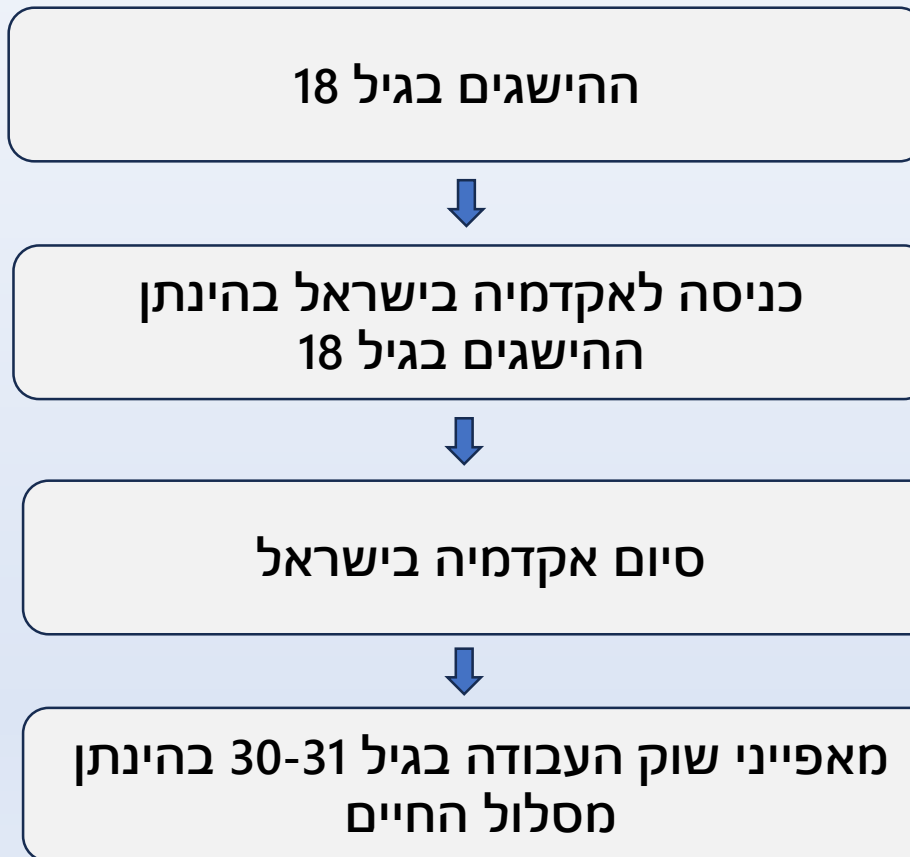 ההישגים בגיל 18
כניסה לאקדמיה בישראל בהינתן
ההישגים בגיל 18
סיום אקדמיה בישראל
מאפייני שוק העבודה בגיל 30-31 בהינתן
מסלול החיים